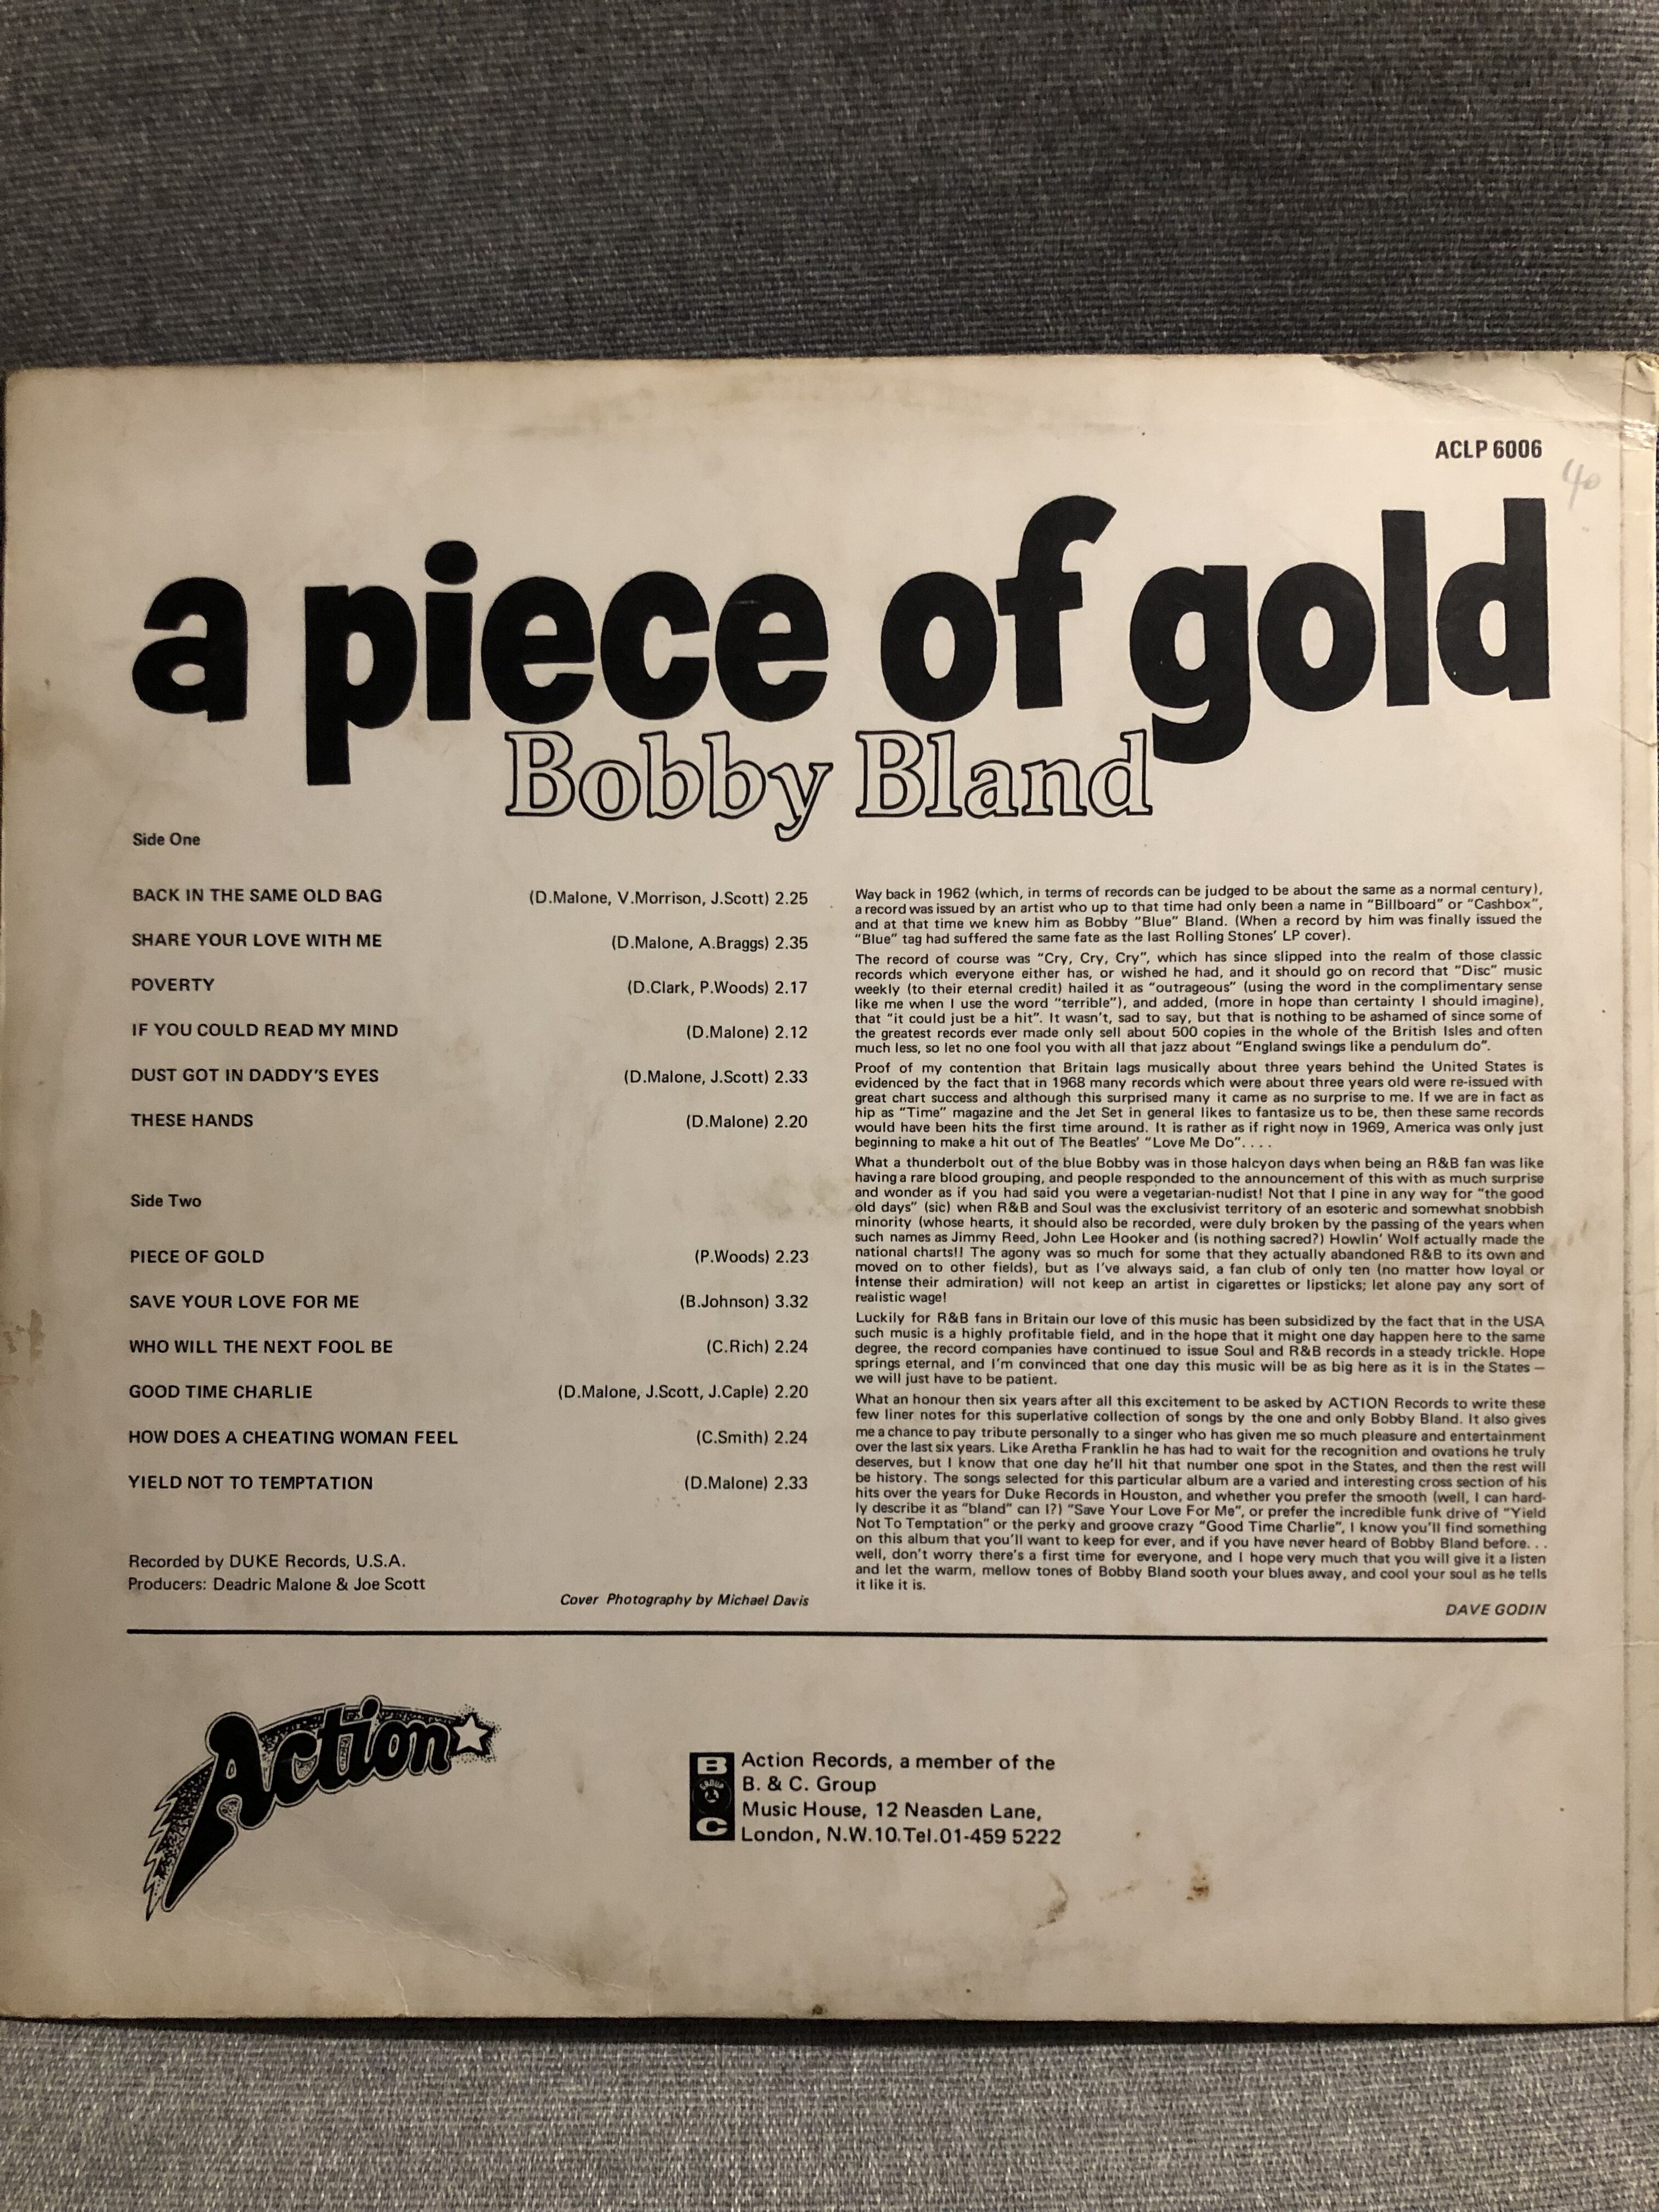 ACLP 6006
40
a piece of gold
Bobby Bland
Side One
BACK IN THE SAME OLD BAG (D.Malone, V.Morrison, J.Scott) 2.25
SHARE YOUR LOVE WITH ME (D.Malone, A.Braggs) 2.35
POVERTY (D.Clark, P.Woods) 2.17
IF YOU COULD READ MY MIND (D.Malone) 2.12
DUST GOT IN DADDY'S EYES (D.Malone, J.Scott) 2.33
THESE HANDS (D.Malone) 2.20
Side Two
PIECE OF GOLD (P.Woods) 2.23
SAVE YOUR LOVE FOR ME (B.Johnson) 3.32
WHO WILL THE NEXT FOOL BE (C.Rich) 2.24
GOOD TIME CHARLIE (D.Malone, J.Scott, J.Caple) 2.20
HOW DOES A CHEATING WOMAN FEEL (C.Smith) 2.24
YIELD NOT TO TEMPTATION (D.Malone) 2.33
Recorded by DUKE Records, U.S.A.
Producers: Deadric Malone & Joe Scott
Cover Photography by Michael Davis
Way back in 1962 (which, in terms of records can be judged to be about the same as a normal century),
a record was issued by an artist who up to that time had only been a name in "Billboard" or "Cashbox",
and at that time we knew him as Bobby "Blue" Bland. (When a record by him was finally issued the
"Blue" tag had suffered the same fate as the last Rolling Stones' LP cover).
The record of course was "Cry, Cry, Cry", which has since slipped into the realm of those classic
records which everyone either has, or wished he had, and it should go on record that "Disc" music
weekly (to their eternal credit) hailed it as "outrageous" (using the word in the complimentary sense
like me when I use the word "terrible"), and added, (more in hope than certainty I should imagine),
that "it could just be a hit". It wasn't, sad to say, but that is nothing to be ashamed of since some of
the greatest records ever made only sell about 500 copies in the whole of the British Isles and often
much less, so let no one fool you with all that jazz about "England swings like a pendulum do".
Proof of my contention that Britain lags musically about three years behind the United States is
evidenced by the fact that in 1968 many records which were about three years old were re-issued with
great chart success and although this surprised many it came as no surprise to me. If we are in fact as
hip as "Time" magazine and the Jet Set in general likes to fantasize us to be, then these same records
would have been hits the first time around. It is rather as if right now in 1969, America was only just
beginning to make a hit out of The Beatles' "Love Me Do". . . .
What a thunderbolt out of the blue Bobby was in those halcyon days when being an R&B fan was like
having a rare blood grouping, and people responded to the announcement of this with as much surprise
and wonder as if you had said you were a vegetarian-nudist! Not that I pine in any way for "the good
old days" (sic) when R&B and Soul was the exclusivist territory of an esoteric and somewhat snobbish
minority (whose hearts, it should also be recorded, were duly broken by the passing of the years when
such names as Jimmy Reed, John Lee Hooker and (is nothing sacred?) Howlin' Wolf actually made the
national charts!! The agony was so much for some that they actually abandoned R&B to its own and
moved on to other fields), but as I've always said, a fan club of only ten (no matter how loyal or
intense their admiration) will not keep an artist in cigarettes or lipsticks; let alone pay any sort of
realistic wage!
Luckily for R&B fans in Britain our love of this music has been subsidized by the fact that in the USA
such music is a highly profitable field, and in the hope that it might one day happen here to the same
degree, the record companies have continued to issue Soul and R&B records in a steady trickle. Hope
springs eternal, and I'm convinced that one day this music will be as big here as it is in the States —
we will just have to be patient.
What an honour then six years after all this excitement to be asked by ACTION Records to write these
few liner notes for this superlative collection of songs by the one and only Bobby Bland. It also gives
me a chance to pay tribute personally to a singer who has given me so much pleasure and entertainment
over the last six years. Like Aretha Franklin he has had to wait for the recognition and ovations he truly
deserves, but I know that one day he'll hit that number one spot in the States, and then the rest will
be history. The songs selected for this particular album are a varied and interesting cross section of his
hits over the years for Duke Records in Houston, and whether you prefer the smooth (well, I can hard-
ly describe it as "bland" can I?) "Save Your Love For Me", or prefer the incredible funk drive of "Yield
Not To Temptation" or the perky and groove crazy "Good Time Charlie", I know you'll find something
on this album that you'll want to keep for ever, and if you have never heard of Bobby Bland before. . .
well, don't worry there's a first time for everyone, and I hope very much that you will give it a listen
and let the warm, mellow tones of Bobby Bland sooth your blues away, and cool your soul as he tells
it like it is.
DAVE GODIN
Action
B GROUP C
Action Records, a member of the
B. & C. Group
Music House, 12 Neasden Lane,
London, N.W.10. Tel.01-459 5222